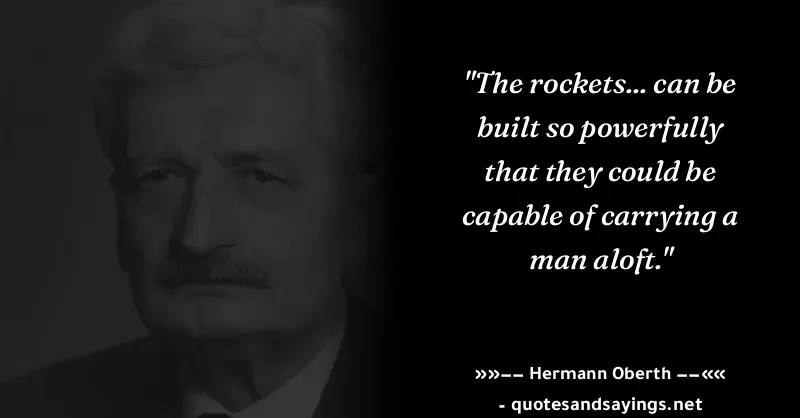 "The rockets... can be
built so powerfully
that they could be
capable of carrying a
man aloft."
»»−− Hermann Oberth −−««
- quotesandsayings.net